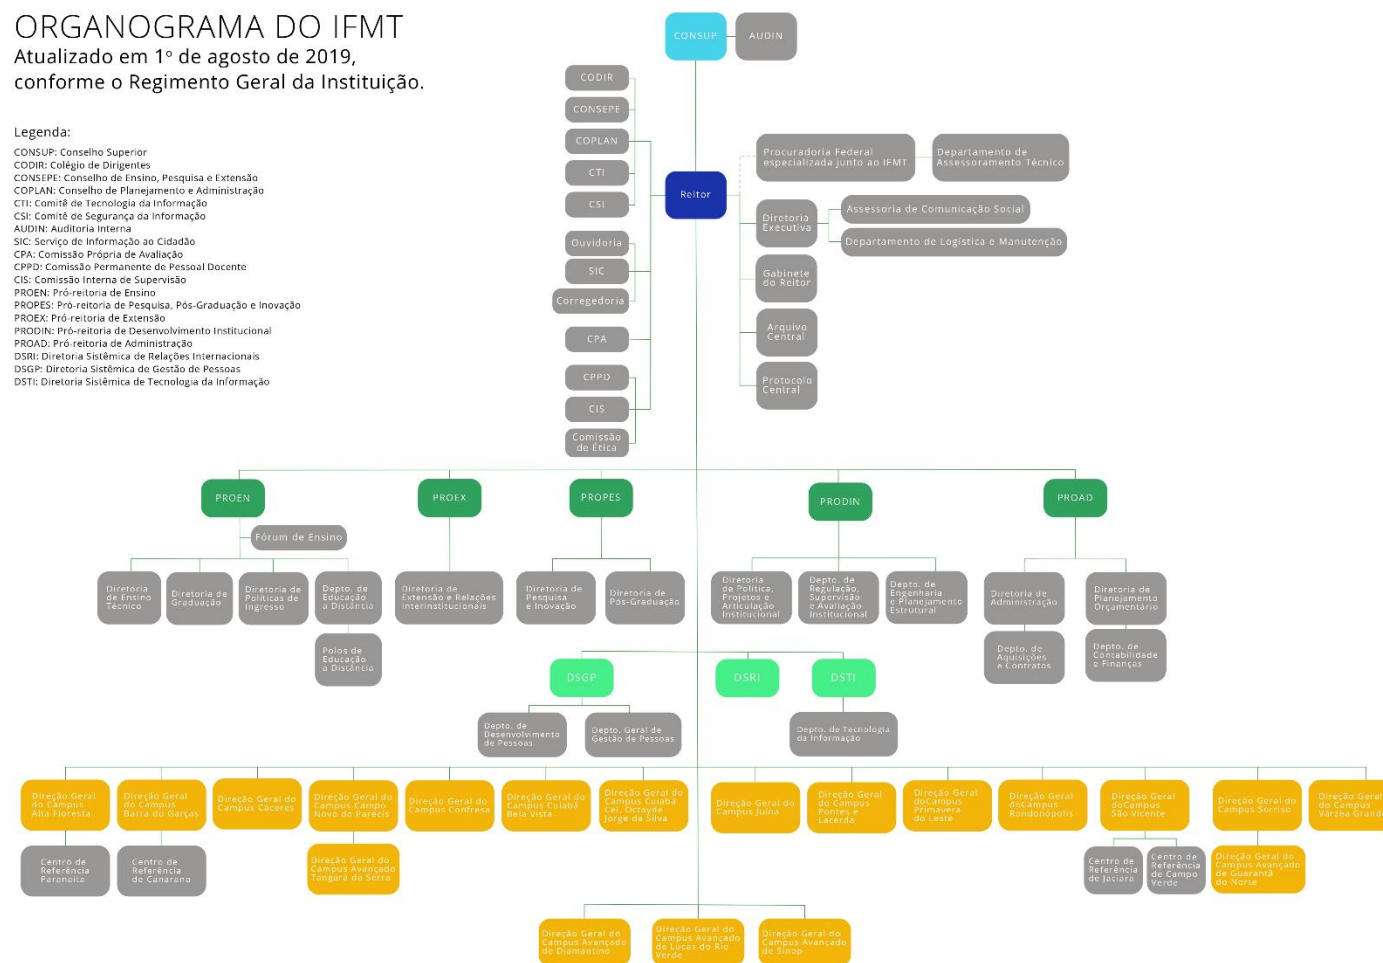 ORGANOGRAMA DO IFMT
Atualizado em 1º de agosto de 2019,
conforme o Regimento Geral da Instituição.
Legenda:
CONSUP: Conselho Superior
CODIR: Colégio de Dirigentes
CONSEPE: Conselho de Ensino, Pesquisa e Extensão
COPLAN: Conselho de Planejamento e Administração
CTI: Comitê de Tecnologia da Informação
CSI: Comitê de Segurança da Informação
AUDIN: Auditoria Interna
SIC: Serviço de Informação ao Cidadão
CPA: Comissão Própria de Avaliação
CPPD: Comissão Permanente de Pessoal Docente
CIS: Comissão Interna de Supervisão
PROEN: Pró-reitoria de Ensino
PROPES: Pró-reitoria de Pesquisa, Pós-Graduação e Inovação
PROEX: Pró-reitoria de Extensão
PRODIN: Pró-reitoria de Desenvolvimento Institucional
PROAD: Pró-reitoria de Administração
DSRI: Diretoria Sistêmica de Relações Internacionais
DSGP: Diretoria Sistêmica de Gestão de Pessoas
DSTI: Diretoria Sistêmica de Tecnologia da Informação
CONSUP
AUDIN
CODIR
CONSEPE
COPLAN
CTI
CSI
Ouvidoria
SIC
Corregedoria
CPA
CPPD
CIS
Comissão
de Ética
Reitor
Procuradoria Federal
especializada junto ao IFMT
Departamento de
Assessoramento Técnico
Diretoria
Executiva
Assessoria de Comunicação Social
Departamento de Logística e Manutenção
Gabinete
do Reitor
Arquivo
Central
Protocolo
Central
PROEN
PROEX
PROPES
PRODIN
PROAD
Fórum de Ensino
Diretoria
de Ensino
Técnico
Diretoria de
Graduação
Diretoria de
Políticas de
Ingresso
Depto. de
Educação
a Distância
Polos de
Educação
a Distância
Diretoria de
Extensão e Relações
Interinstitucionais
Diretoria de
Pesquisa
e Inovação
Diretoria de
Pós-Graduação
Diretoria
de Política,
Projetos e
Articulação
Institucional
Depto. de
Regulação,
Supervisão
e Avaliação
Institucional
Depto. de
Engenharia
e Planejamento
Estrutural
Diretoria de
Administração
Diretoria de
Planejamento
Orçamentário
Depto. de
Aquisições
e Contratos
Depto. de
Contabilidade
e Finanças
DSGP
DSRI
DSTI
Depto. de
Desenvolvimento
de Pessoas
Depto. Geral de
Gestão de Pessoas
Depto. de Tecnologia
da Informação
Direção Geral
do Campus
Alta Floresta
Direção Geral
do Campus
Barra do Garças
Direção Geral do
Campus Cáceres
Direção Geral do
Campus Campo
Novo do Parecis
Direção Geral do
Campus Confresa
Direção Geral do
Campus Cuiabá
Bela Vista
Direção Geral do
Campus Cuiabá
Cel. Octayde
Jorge da Silva
Direção Geral do
Campus Juína
Direção Geral
do Campus
Pontes e
Lacerda
Direção Geral
doCampus
Primavera
do Leste
Direção Geral
doCampus
Rondonópolis
Direção Geral
doCampus
São Vicente
Direção Geral do
Campus Sorriso
Direção Geral
do Campus
Várzea Grande
Centro de
Referência
Paranaíta
Centro de
Referência
de Canarana
Direção Geral do
Campus Avançado
Tangará da Serra
Centro de
Referência
de Jaciara
Centro de
Referência
de Campo
Verde
Direção Geral do
Campus Avançado
de Guarantã
do Norte
Direção Geral do
Campus Avançado
de Diamantino
Direção Geral do
Campus Avançado
de Lucas do Rio
Verde
Direção Geral do
Campus Avançado
de Sinop